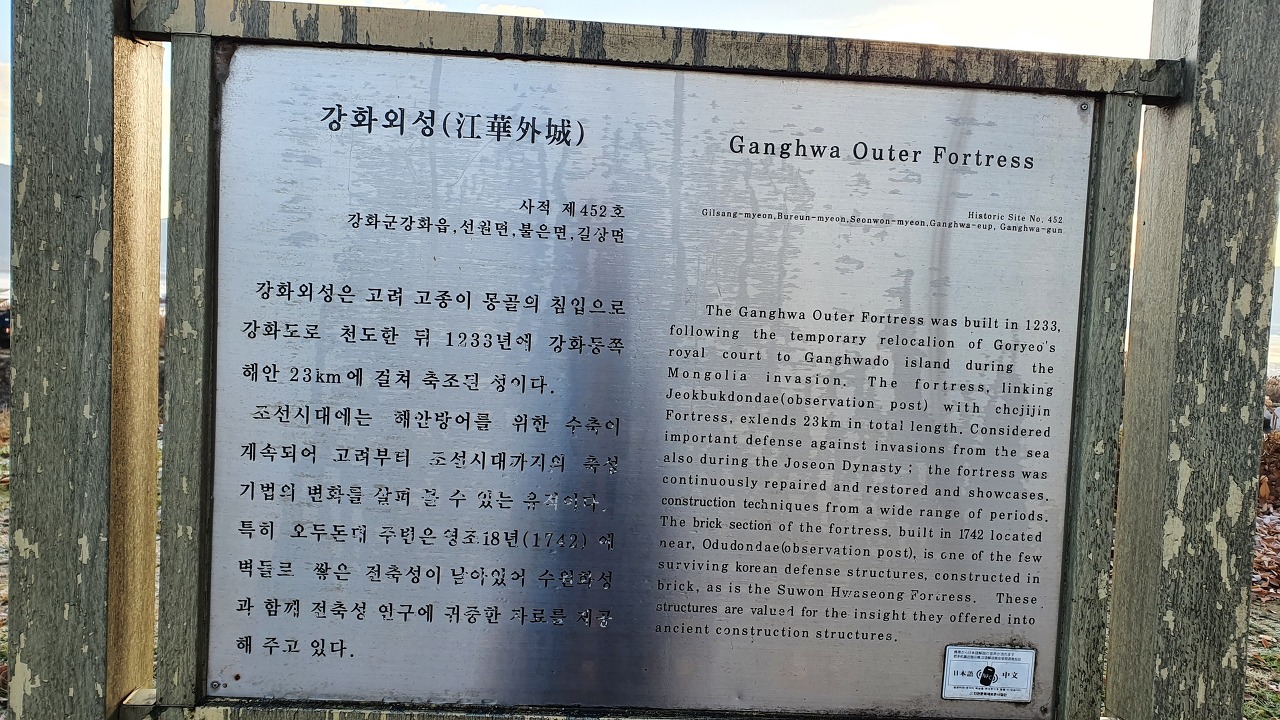 강화외성(江華外城)
사적 제452호
강화군강화읍,선원면,불은면,길상면
강화외성은 고려 고종이 몽골의 침입으로
강화도로 천도한 뒤 1233년에 강화동쪽
해안 23km에 걸쳐 축조된 성이다.
조선시대에는 해안방어를 위한 수축이
계속되어 고려부터 조선시대까지의 축성
기법의 변화를 살펴 볼 수 있는 유적이다.
특히 오두돈대 주변은 영조18년(1742) 에
벽돌로 쌓은 전축성이 남아있어 수원화성
과 함께 전축성 연구에 귀중한 자료를 제공
해 주고 있다.
Ganghwa Outer Fortress
Historic Site No. 452
Gilsang-myeon,Bureun-myeon,Seonwon-myeon,Ganghwa-eup, Ganghwa-gun
The Ganghwa Outer Fortress was built in 1233,
following the temporary relocalion of Goryeo's
royal court to Ganghwado island during the
Mongolia invasion. The fortress, linking
Jeokbukdondae(observation post) with chcjijin
Fortress, exlends 23km in total length. Considered
important defense against invasions from the sea
also during the Joseon Dynasty ; the fortress was
continuously repaired and restored and showcases.
construction techniques from a wide range of periods.
The brick section of the fortress, built in 1742 located
near, Odudondae(observation post), is one of the few
surviving korean defense structures, constructed in
brick, as is the Suwon Hwaseong Fortress. These
structures are valued for the insight they offered into
ancient construction structures.
日本語 中文